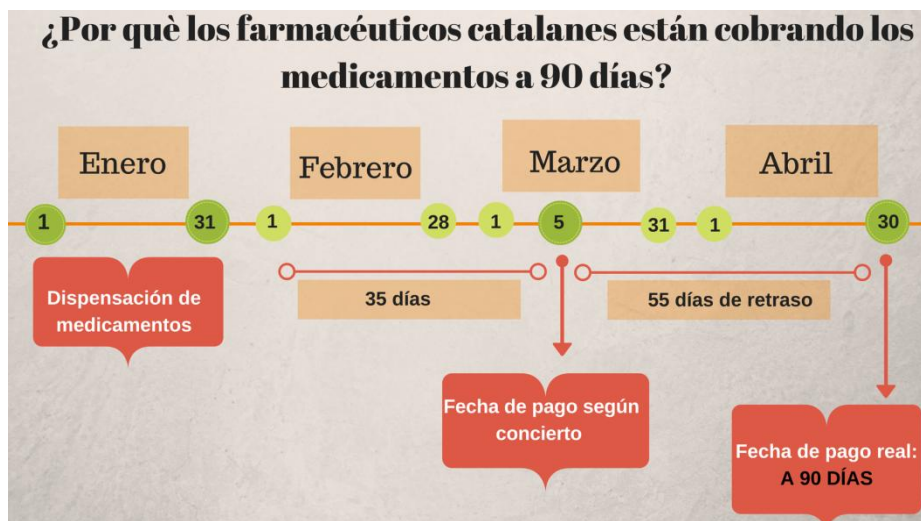 ¿Por què los farmacéuticos catalanes están cobrando los
medicamentos a 90 días?
Enero
Febrero
Marzo
Abril
1
31
1
28
1
5
31
1
30
35 días
55 días de retraso
Dispensación de
medicamentos
Fecha de pago según
concierto
Fecha de pago real:
A 90 DÍAS